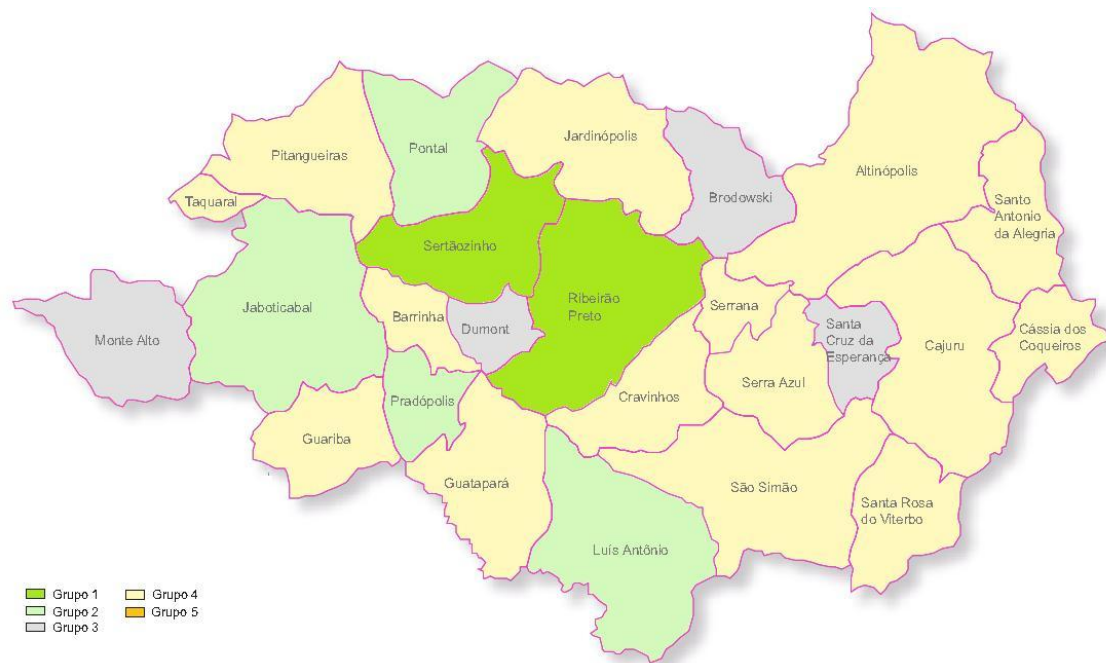 Jardinópolis
Pontal
Pitangueiras
Altinópolis
Brodowski
Taquaral
Santo
Antonio
da Alegria
Sertãozinho
Ribeirão
Preto
Jaboticabal
Barrinha
Dumont
Serrana
Santa
Cruz da
Esperança
Cássia dos
Coqueiros
Monte Alto
Cajuru
Serra Azul
Pradópolis
Cravinhos
Guariba
Guatapará
São Simão
Santa Rosa
do Viterbo
Luís Antônio
Grupo 1
Grupo 2
Grupo 3
Grupo 4
Grupo 5